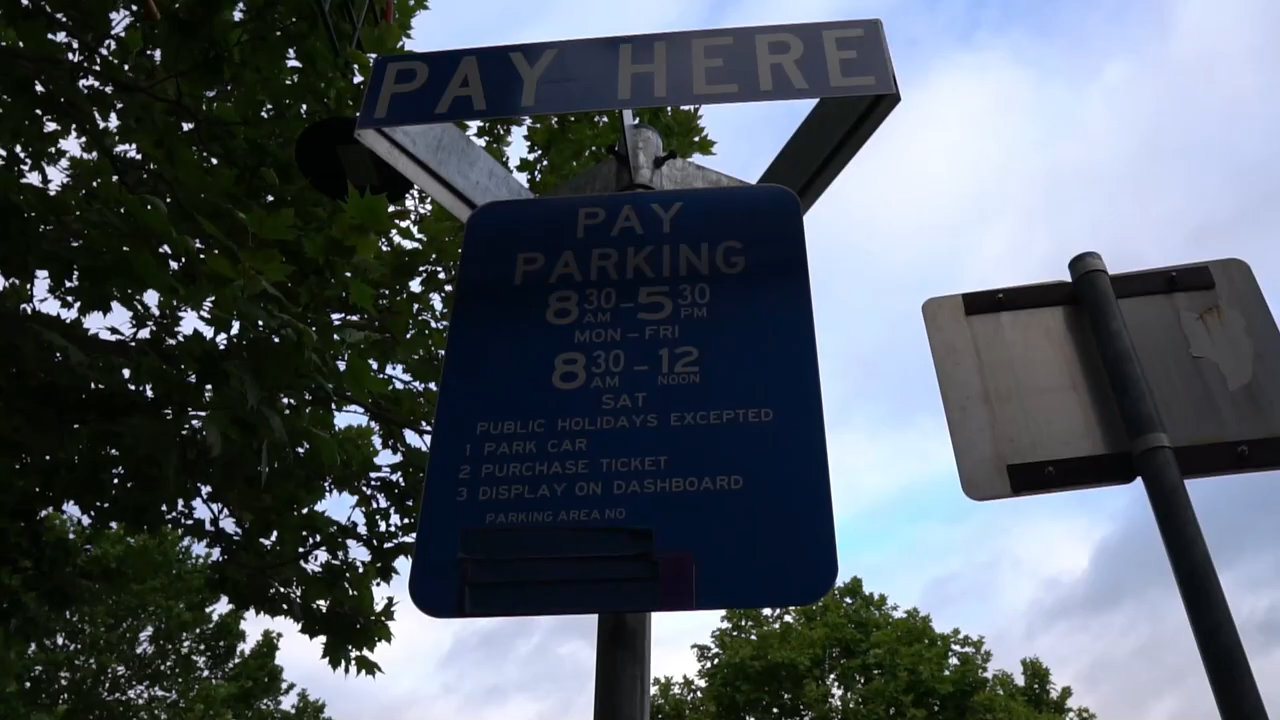 PAY HERE
PAY
PARKING
8 30 AM - 5 30 PM
MON - FRI
8 30 AM - 12 NOON
SAT
PUBLIC HOLIDAYS EXCEPTED
1 PARK CAR
2 PURCHASE TICKET
3 DISPLAY ON DASHBOARD
PARKING AREA NO